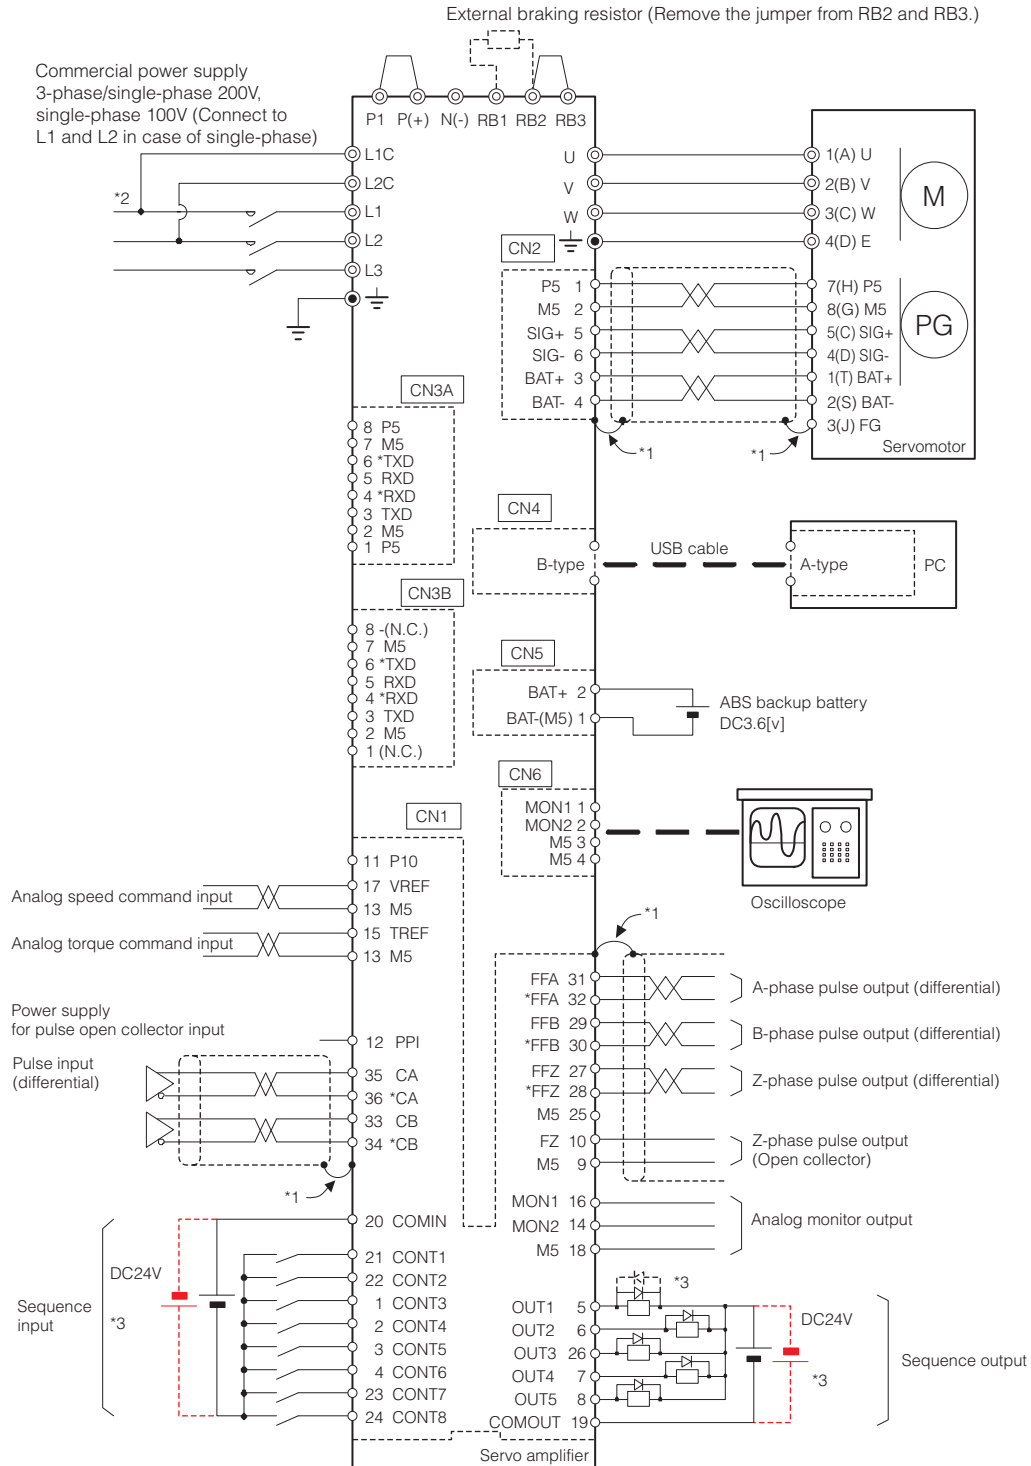 External braking resistor (Remove the jumper from RB2 and RB3.)
Commercial power supply
3-phase/single-phase 200V,
single-phase 100V (Connect to
L1 and L2 in case of single-phase)
P1 P(+) N(-) RB1 RB2 RB3
L1C
L2C
*2
L1
L2
L3
U
V
W
1(A) U
2(B) V
3(C) W
4(D) E
M
CN2
P5 1
M5 2
SIG+ 5
SIG- 6
BAT+ 3
BAT- 4
7(H) P5
8(G) M5
5(C) SIG+
4(D) SIG-
1(T) BAT+
2(S) BAT-
3(J) FG
PG
Servomotor
*1
*1
CN3A
8 P5
7 M5
6 *TXD
5 RXD
4 *RXD
3 TXD
2 M5
1 P5
CN4
B-type
USB cable
A-type
PC
CN3B
8 -(N.C.)
7 M5
6 *TXD
5 RXD
4 *RXD
3 TXD
2 M5
1 (N.C.)
CN5
BAT+ 2
BAT-(M5) 1
ABS backup battery
DC3.6[v]
CN6
MON1 1
MON2 2
M5 3
M5 4
Oscilloscope
CN1
11 P10
Analog speed command input
17 VREF
13 M5
Analog torque command input
15 TREF
13 M5
Power supply
for pulse open collector input
12 PPI
Pulse input
(differential)
35 CA
36 *CA
33 CB
34 *CB
*1
*1
FFA 31
*FFA 32
A-phase pulse output (differential)
FFB 29
*FFB 30
B-phase pulse output (differential)
FFZ 27
*FFZ 28
Z-phase pulse output (differential)
M5 25
FZ 10
M5 9
Z-phase pulse output
(Open collector)
MON1 16
MON2 14
M5 18
Analog monitor output
20 COMIN
21 CONT1
22 CONT2
1 CONT3
2 CONT4
3 CONT5
4 CONT6
23 CONT7
24 CONT8
DC24V
*3
Sequence
input
*3
OUT1 5
OUT2 6
OUT3 26
OUT4 7
OUT5 8
COMOUT 19
DC24V
*3
Sequence output
Servo amplifier